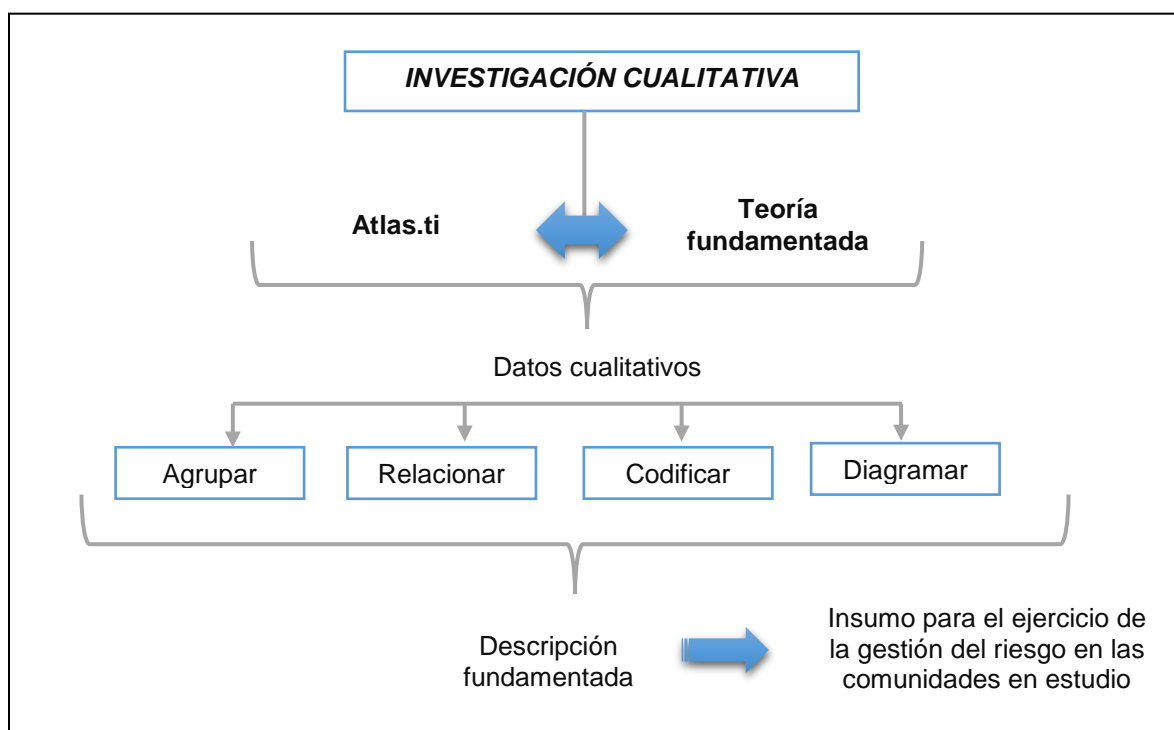 INVESTIGACIÓN CUALITATIVA
Atlas.ti
Teoría
fundamentada
Datos cualitativos
Agrupar
Relacionar
Codificar
Diagramar
Descripción
fundamentada
Insumo para el ejercicio de
la gestión del riesgo en las
comunidades en estudio